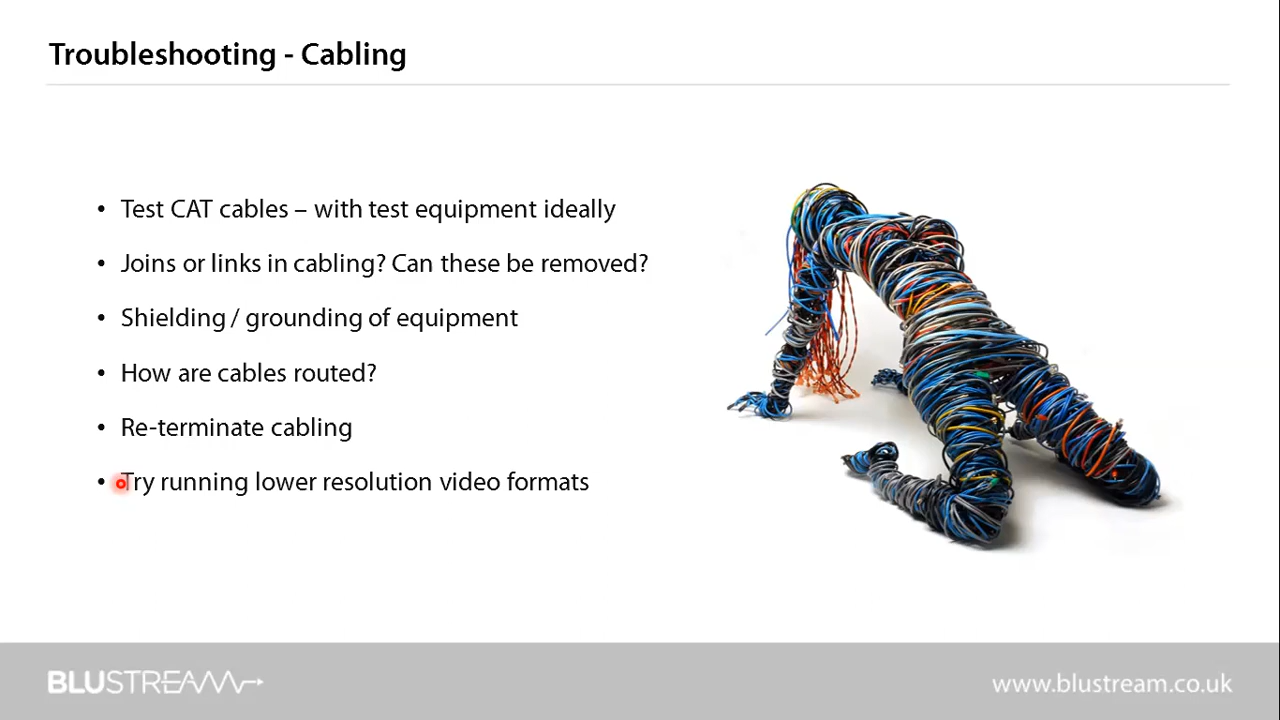 Troubleshooting - Cabling
• Test CAT cables – with test equipment ideally
• Joins or links in cabling? Can these be removed?
• Shielding / grounding of equipment
• How are cables routed?
• Re-terminate cabling
• Try running lower resolution video formats
BLUSTREAM
www.blustream.co.uk